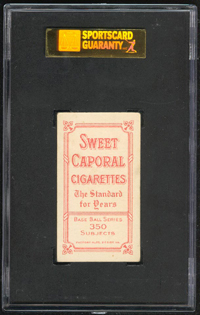 SPORTSCARD
GUARANTY
SWEET
CAPORAL
CIGARETTES
The Standard
for Years
BASE BALL SERIES
350
SUBJECTS